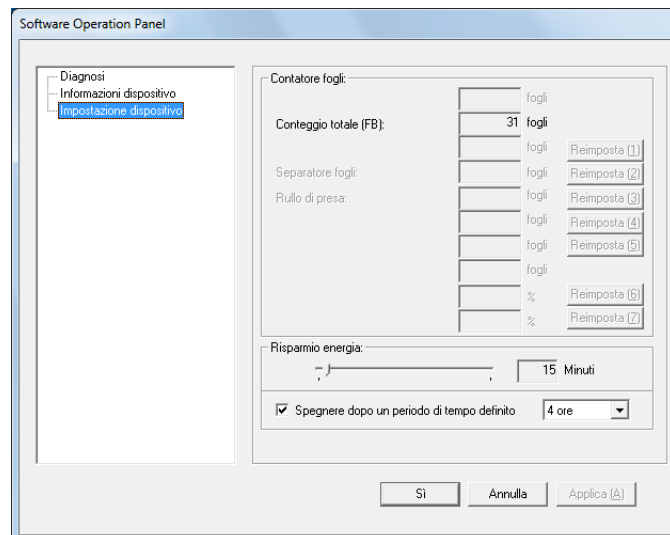 Software Operation Panel
Diagnosi
Informazioni dispositivo
Impostazione dispositivo
Contatore fogli:
fogli
Conteggio totale (FB): 31 fogli
fogli Reimposta (1)
Separatore fogli: fogli Reimposta (2)
Rullo di presa: fogli Reimposta (3)
fogli Reimposta (4)
fogli Reimposta (5)
fogli
% Reimposta (6)
% Reimposta (7)
Risparmio energia:
15 Minuti
Spegnere dopo un periodo di tempo definito 4 ore
Sì Annulla Applica (A)